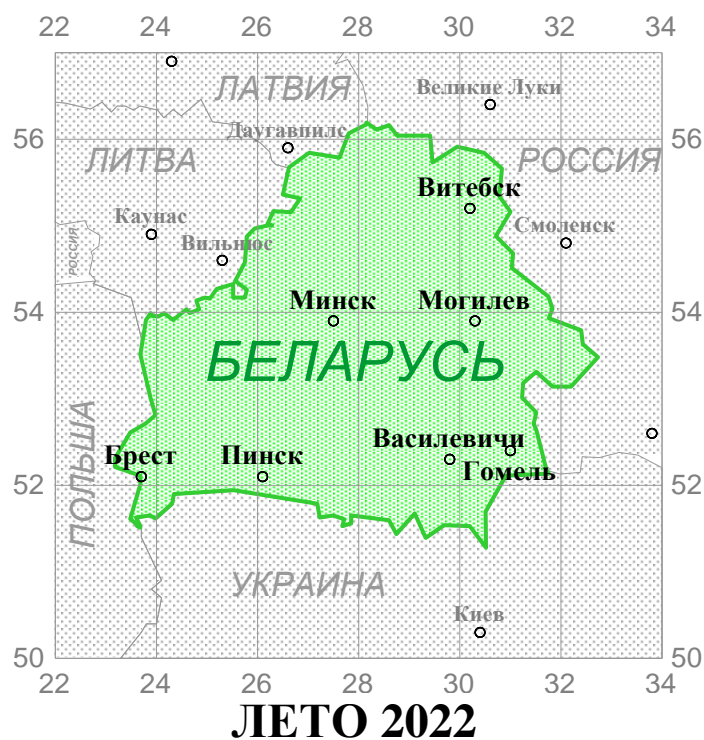 22 24 26 28 30 32 34
ЛАТВИЯ
Великие Луки
56 56
Даугавпилс
ЛИТВА
РОССИЯ
Витебск
Каунас
Смоленск
Вильнюс
РОССИЯ
Минск
Могилев
54 54
БЕЛАРУСЬ
ПОЛЬША
Василевичи
Брест
Пинск
Гомель
52 52
УКРАИНА
Киев
50 50
22 24 26 28 30 32 34
ЛЕТО 2022